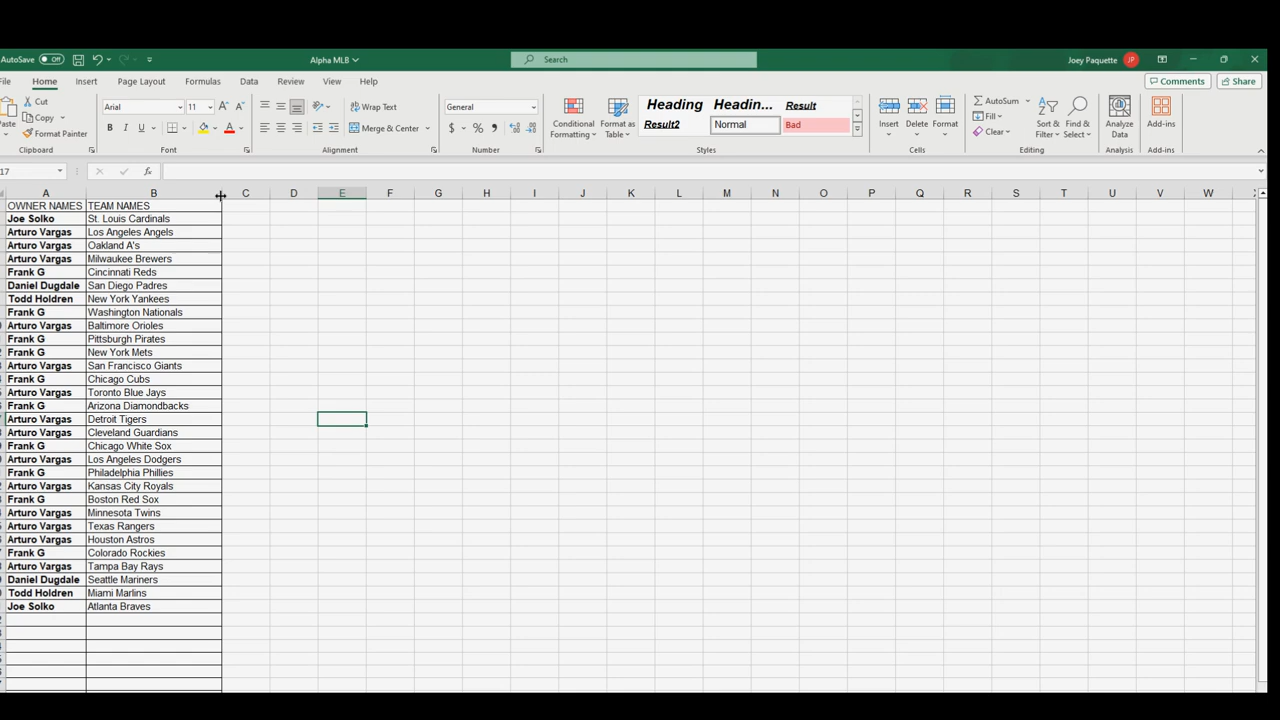 AutoSave Off Alpha MLB Search Joey Paquette JP
File Home Insert Page Layout Formulas Data Review View Help Comments Share
Cut Arial 11 Wrap Text General Heading Headin... Result AutoSum
Copy Fill
Paste Format Painter B I U Merge & Center $ % Conditional Formatting Format as Table Result2 Normal Bad Insert Delete Format Clear Sort & Filter Find & Select Analyze Data Add-ins
Clipboard Font Alignment Number Styles Cells Editing Analysis Add-ins
17 fx
A B C D E F G H I J K L M N O P Q R S T U V W
OWNER NAMES TEAM NAMES
Joe Solko St. Louis Cardinals
Arturo Vargas Los Angeles Angels
Arturo Vargas Oakland A's
Arturo Vargas Milwaukee Brewers
Frank G Cincinnati Reds
Daniel Dugdale San Diego Padres
Todd Holdren New York Yankees
Frank G Washington Nationals
Arturo Vargas Baltimore Orioles
Frank G Pittsburgh Pirates
Frank G New York Mets
Arturo Vargas San Francisco Giants
Frank G Chicago Cubs
Arturo Vargas Toronto Blue Jays
Frank G Arizona Diamondbacks
Arturo Vargas Detroit Tigers
Arturo Vargas Cleveland Guardians
Frank G Chicago White Sox
Arturo Vargas Los Angeles Dodgers
Frank G Philadelphia Phillies
Arturo Vargas Kansas City Royals
Frank G Boston Red Sox
Arturo Vargas Minnesota Twins
Arturo Vargas Texas Rangers
Arturo Vargas Houston Astros
Frank G Colorado Rockies
Arturo Vargas Tampa Bay Rays
Daniel Dugdale Seattle Mariners
Todd Holdren Miami Marlins
Joe Solko Atlanta Braves